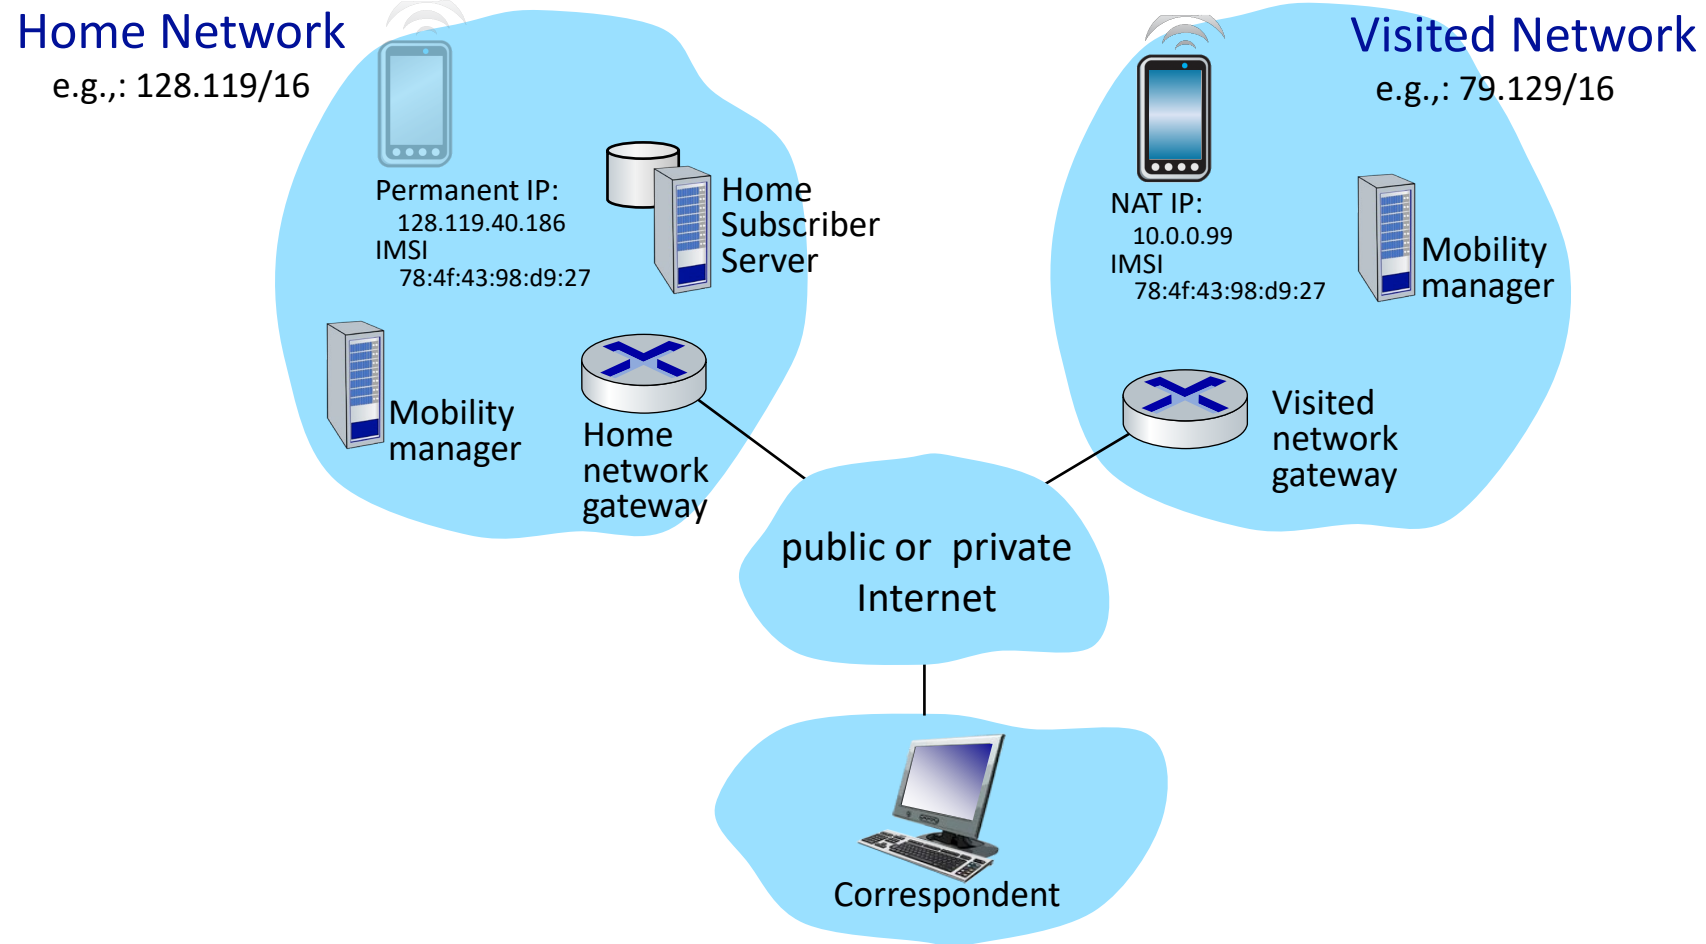 Home Network
e.g.,: 128.119/16
Permanent IP:
128.119.40.186
IMSI
78:4f:43:98:d9:27
Home
Subscriber
Server
Mobility
manager
Home
network
gateway
Visited Network
e.g.,: 79.129/16
NAT IP:
10.0.0.99
IMSI
78:4f:43:98:d9:27
Mobility
manager
Visited
network
gateway
public or  private
Internet
Correspondent